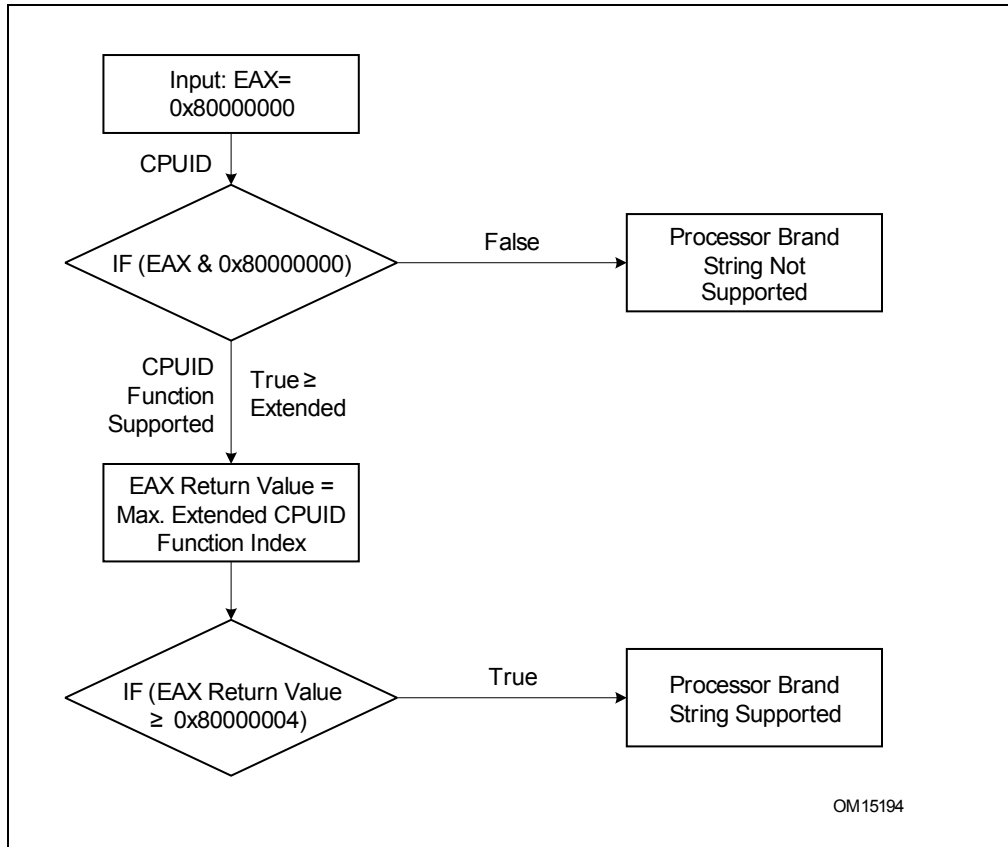 Input: EAX=
0x80000000
CPUID
IF (EAX & 0x80000000)
False
Processor Brand
String Not
Supported
CPUID
Function
Supported
True ≥
Extended
EAX Return Value =
Max. Extended CPUID
Function Index
IF (EAX Return Value
≥ 0x80000004)
True
Processor Brand
String Supported
OM15194